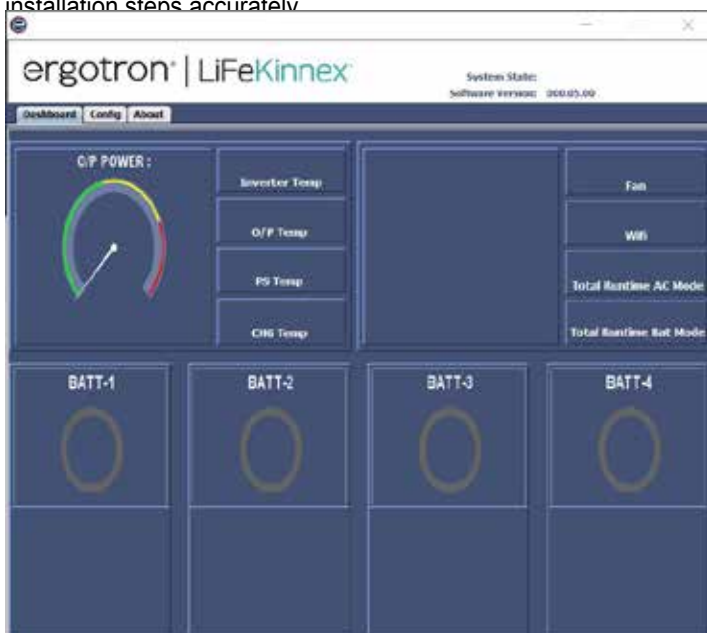 installation steps accurately
ergotron | LiFeKinnex
System State:
Software Version: 000.05.00
Dashboard Config About
O/P POWER :
Inverter Temp
O/P Temp
PS Temp
CHG Temp
Fan
Wifi
Total Runtime AC Mode
Total Runtime Bat Mode
BATT-1 BATT-2 BATT-3 BATT-4